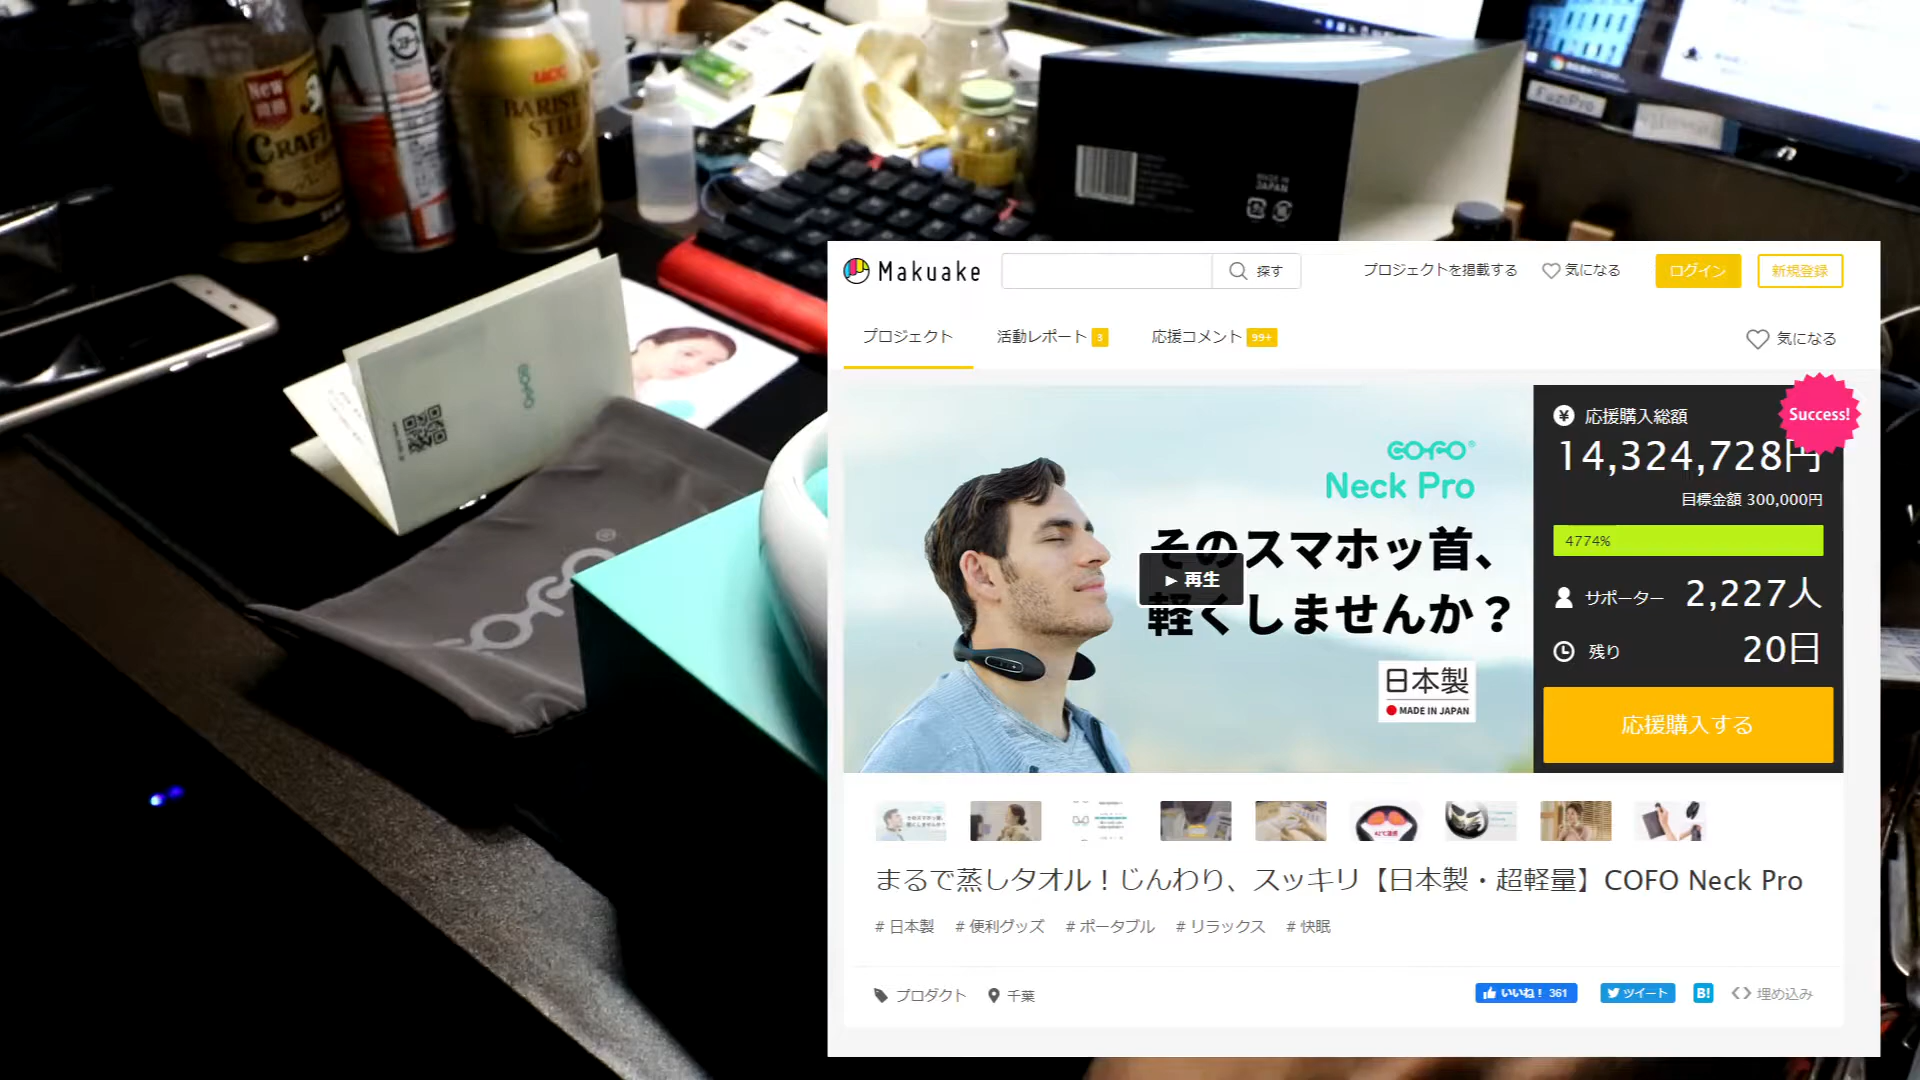 New
CRAFT
UCC
BARISTA
STILE
MADE IN
JAPAN
FuziPro
COFO
COFO®
Makuake
探す
プロジェクトを掲載する
気になる
ログイン
新規登録
プロジェクト
活動レポート 3
応援コメント 99+
気になる
COFO®
Neck Pro
そのスマホッ首、
軽くしませんか？
▶ 再生
日本製
MADE IN JAPAN
応援購入総額
Success!
14,324,728円
目標金額 300,000円
4774%
サポーター 2,227人
残り 20日
応援購入する
まるで蒸しタオル！じんわり、スッキリ【日本製・超軽量】COFO Neck Pro
# 日本製 # 便利グッズ # ポータブル # リラックス # 快眠
プロダクト 千葉
いいね！ 361
ツイート
B!
埋め込み